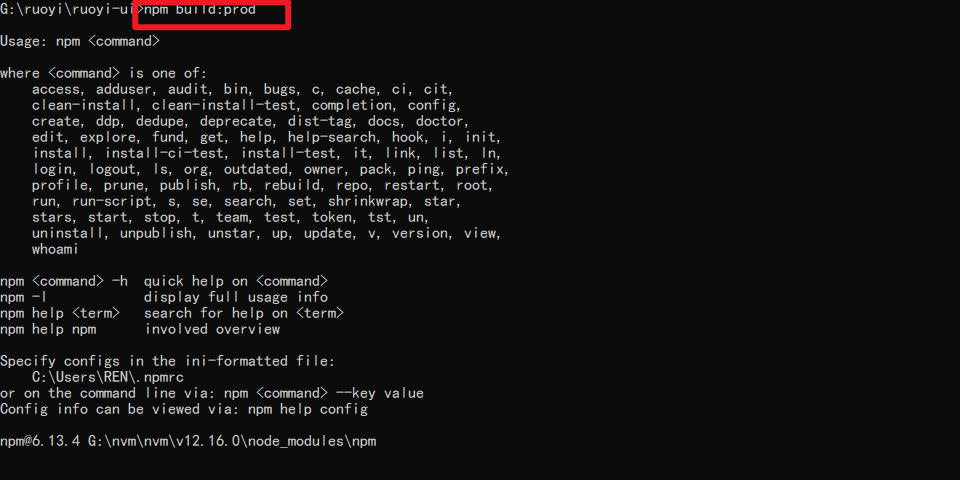 G:\ruoyi\ruoyi-ui>npm build:prod
Usage: npm <command>
where <command> is one of:
access, adduser, audit, bin, bugs, c, cache, ci, cit,
clean-install, clean-install-test, completion, config,
create, ddp, dedupe, deprecate, dist-tag, docs, doctor,
edit, explore, fund, get, help, help-search, hook, i, init,
install, install-ci-test, install-test, it, link, list, ln,
login, logout, ls, org, outdated, owner, pack, ping, prefix,
profile, prune, publish, rb, rebuild, repo, restart, root,
run, run-script, s, se, search, set, shrinkwrap, star,
stars, start, stop, t, team, test, token, tst, un,
uninstall, unpublish, unstar, up, update, v, version, view,
whoami
npm <command> -h  quick help on <command>
npm -l            display full usage info
npm help <term>   search for help on <term>
npm help npm      involved overview
Specify configs in the ini-formatted file:
C:\Users\REN\.npmrc
or on the command line via: npm <command> --key value
Config info can be viewed via: npm help config
npm@6.13.4 G:\nvm\nvm\v12.16.0\node_modules\npm